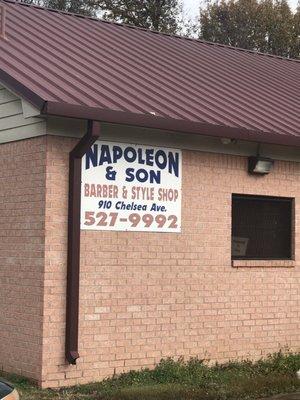 NAPOLEON
& SON
BARBER & STYLE SHOP
910 Chelsea Ave.
527-9992